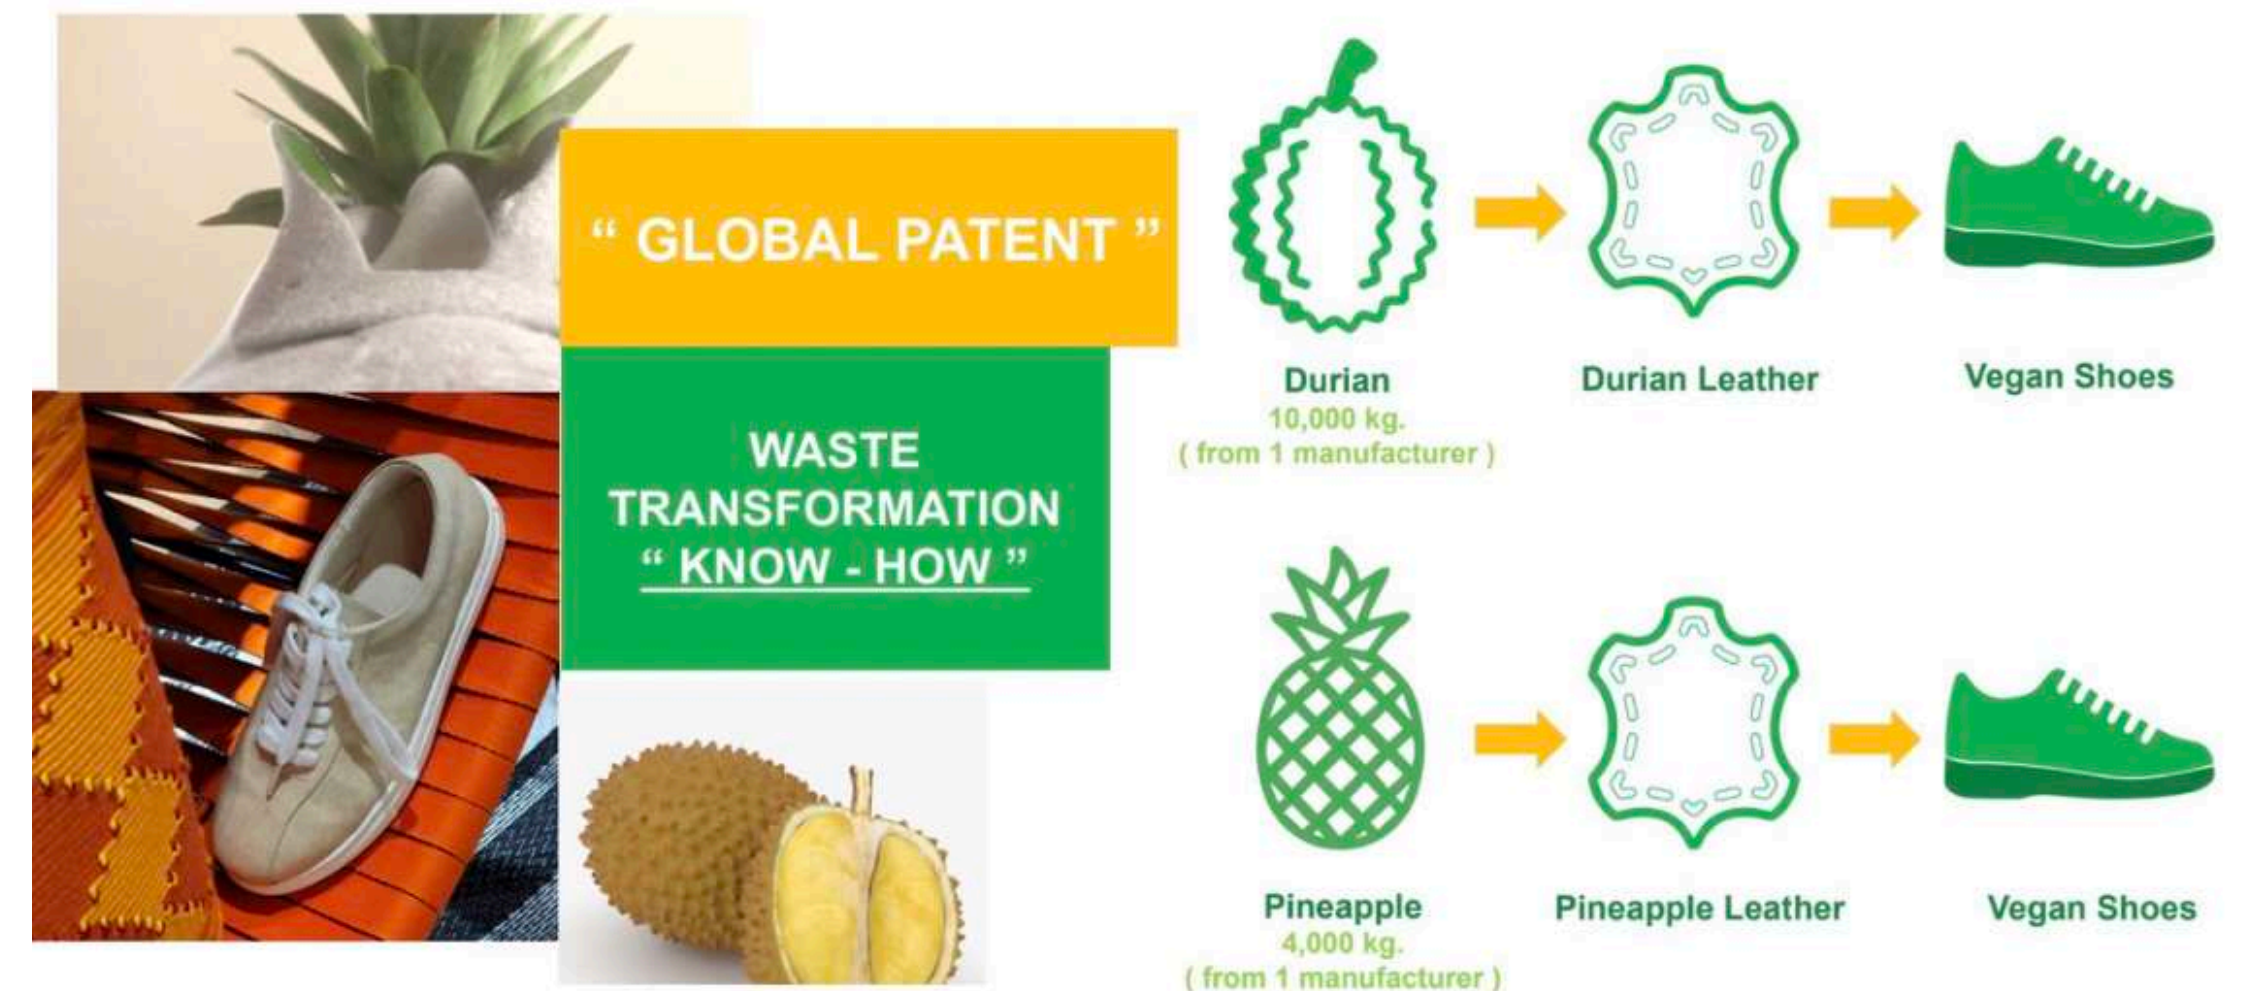 “ GLOBAL PATENT ”
WASTE
TRANSFORMATION
“ KNOW - HOW ”
Durian
10,000 kg.
( from 1 manufacturer )
Durian Leather
Vegan Shoes
Pineapple
4,000 kg.
( from 1 manufacturer )
Pineapple Leather
Vegan Shoes